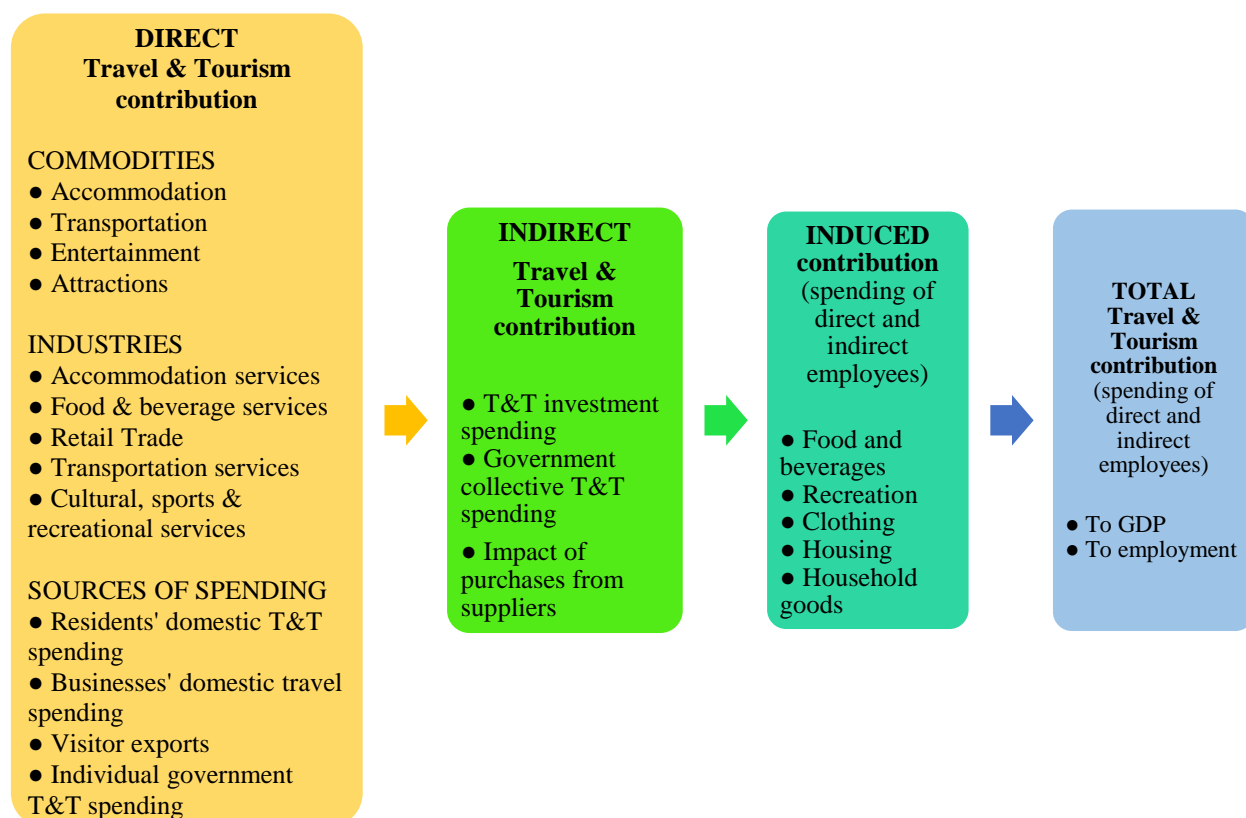 DIRECT
Travel & Tourism
contribution
COMMODITIES
● Accommodation
● Transportation
● Entertainment
● Attractions
INDUSTRIES
● Accommodation services
● Food & beverage services
● Retail Trade
● Transportation services
● Cultural, sports &
recreational services
SOURCES OF SPENDING
● Residents' domestic T&T
spending
● Businesses' domestic travel
spending
● Visitor exports
● Individual government
T&T spending
INDIRECT
Travel &
Tourism
contribution
● T&T investment
spending
● Government
collective T&T
spending
● Impact of
purchases from
suppliers
INDUCED
contribution
(spending of
direct and
indirect
employees)
● Food and
beverages
● Recreation
● Clothing
● Housing
● Household
goods
TOTAL
Travel &
Tourism
contribution
(spending of
direct and
indirect
employees)
● To GDP
● To employment